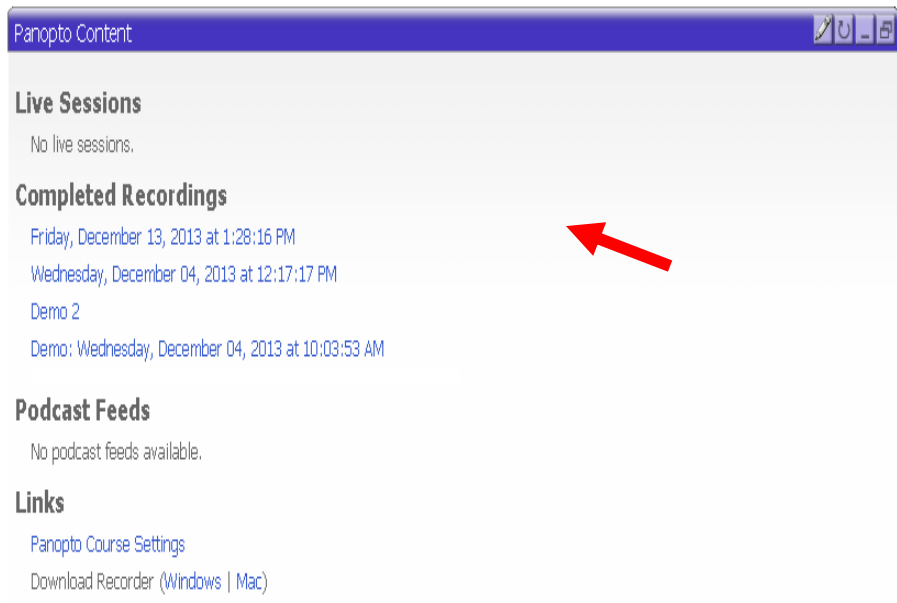 Panopto Content
Live Sessions
No live sessions.
Completed Recordings
Friday, December 13, 2013 at 1:28:16 PM
Wednesday, December 04, 2013 at 12:17:17 PM
Demo 2
Demo: Wednesday, December 04, 2013 at 10:03:53 AM
Podcast Feeds
No podcast feeds available.
Links
Panopto Course Settings
Download Recorder (Windows | Mac)